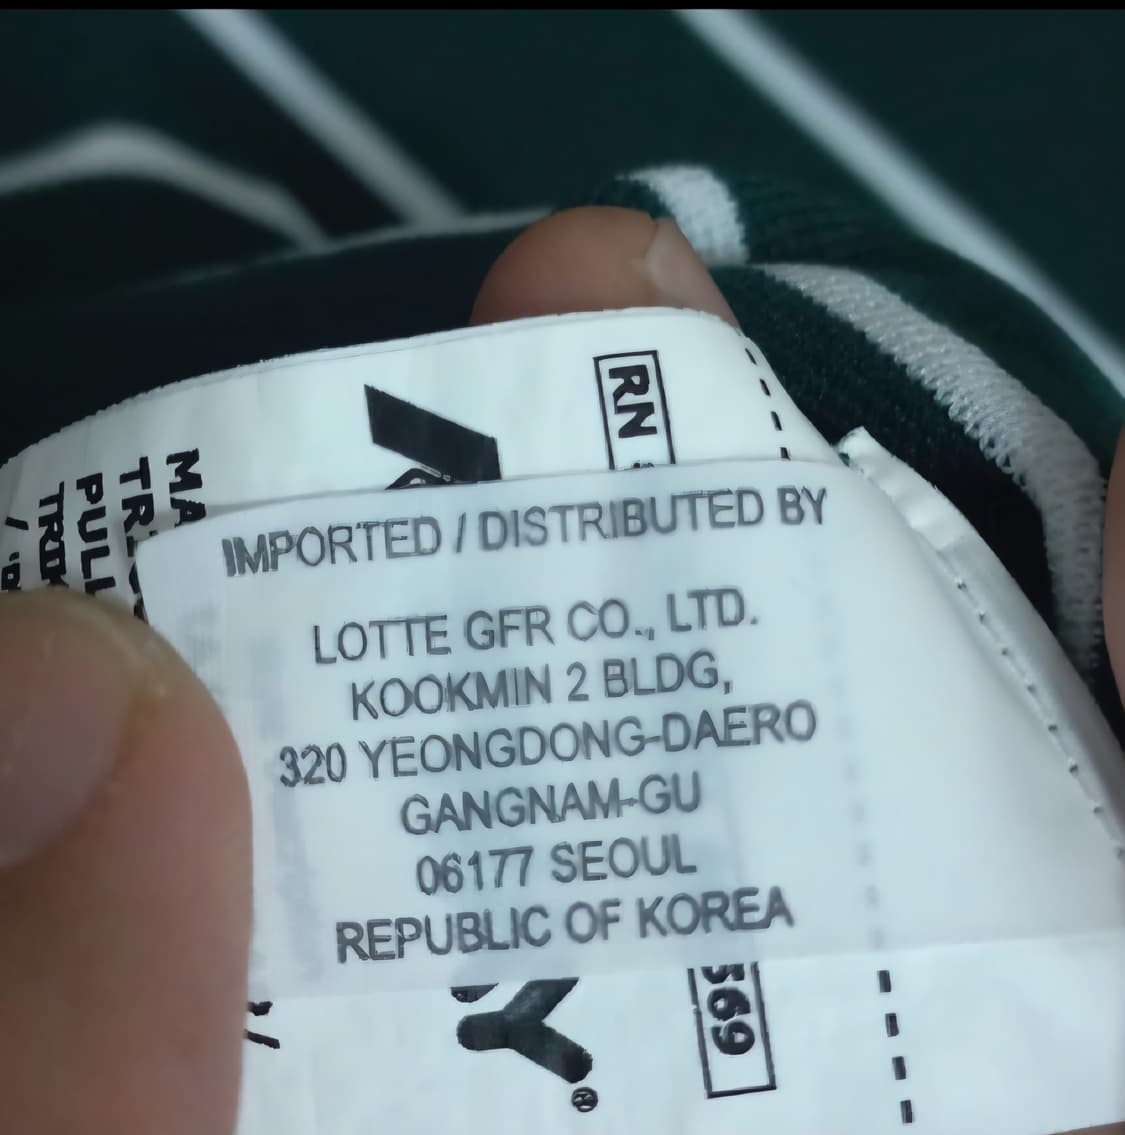 IMPORTED / DISTRIBUTED BY
LOTTE GFR CO., LTD.
KOOKMIN 2 BLDG,
320 YEONGDONG-DAERO
GANGNAM-GU
06177 SEOUL
REPUBLIC OF KOREA
RN
569
®